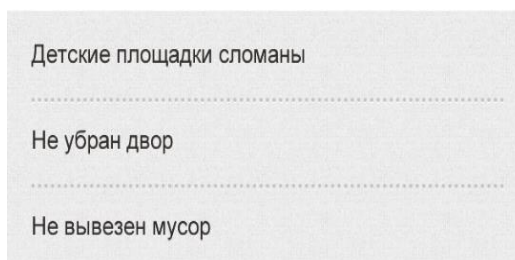 Детские площадки сломаны
Не убран двор
Не вывезен мусор